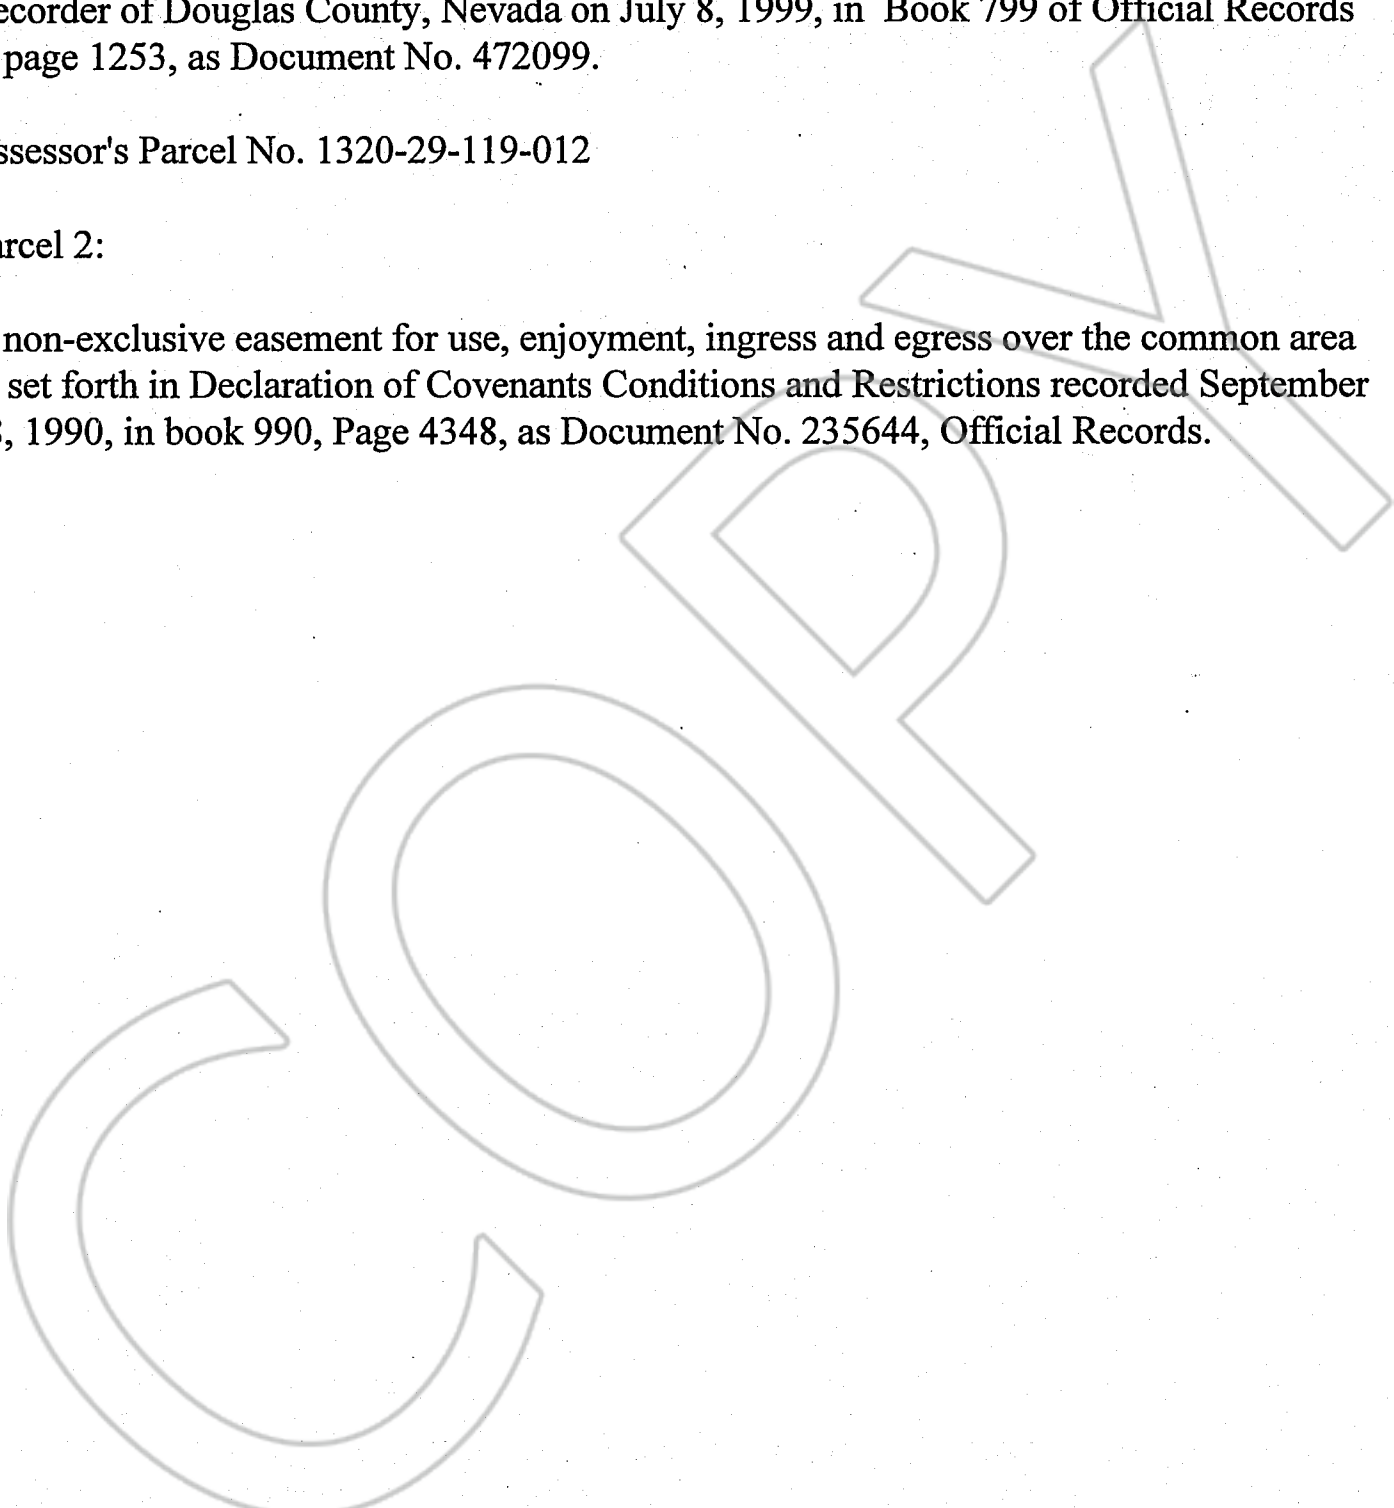 ecorder of Douglas County, Nevada on July 8, 1999, in Book 799 of Official Records
page 1253, as Document No. 472099.
ssessor's Parcel No. 1320-29-119-012
arcel 2:
non-exclusive easement for use, enjoyment, ingress and egress over the common area
set forth in Declaration of Covenants Conditions and Restrictions recorded September
, 1990, in book 990, Page 4348, as Document No. 235644, Official Records.
COPY